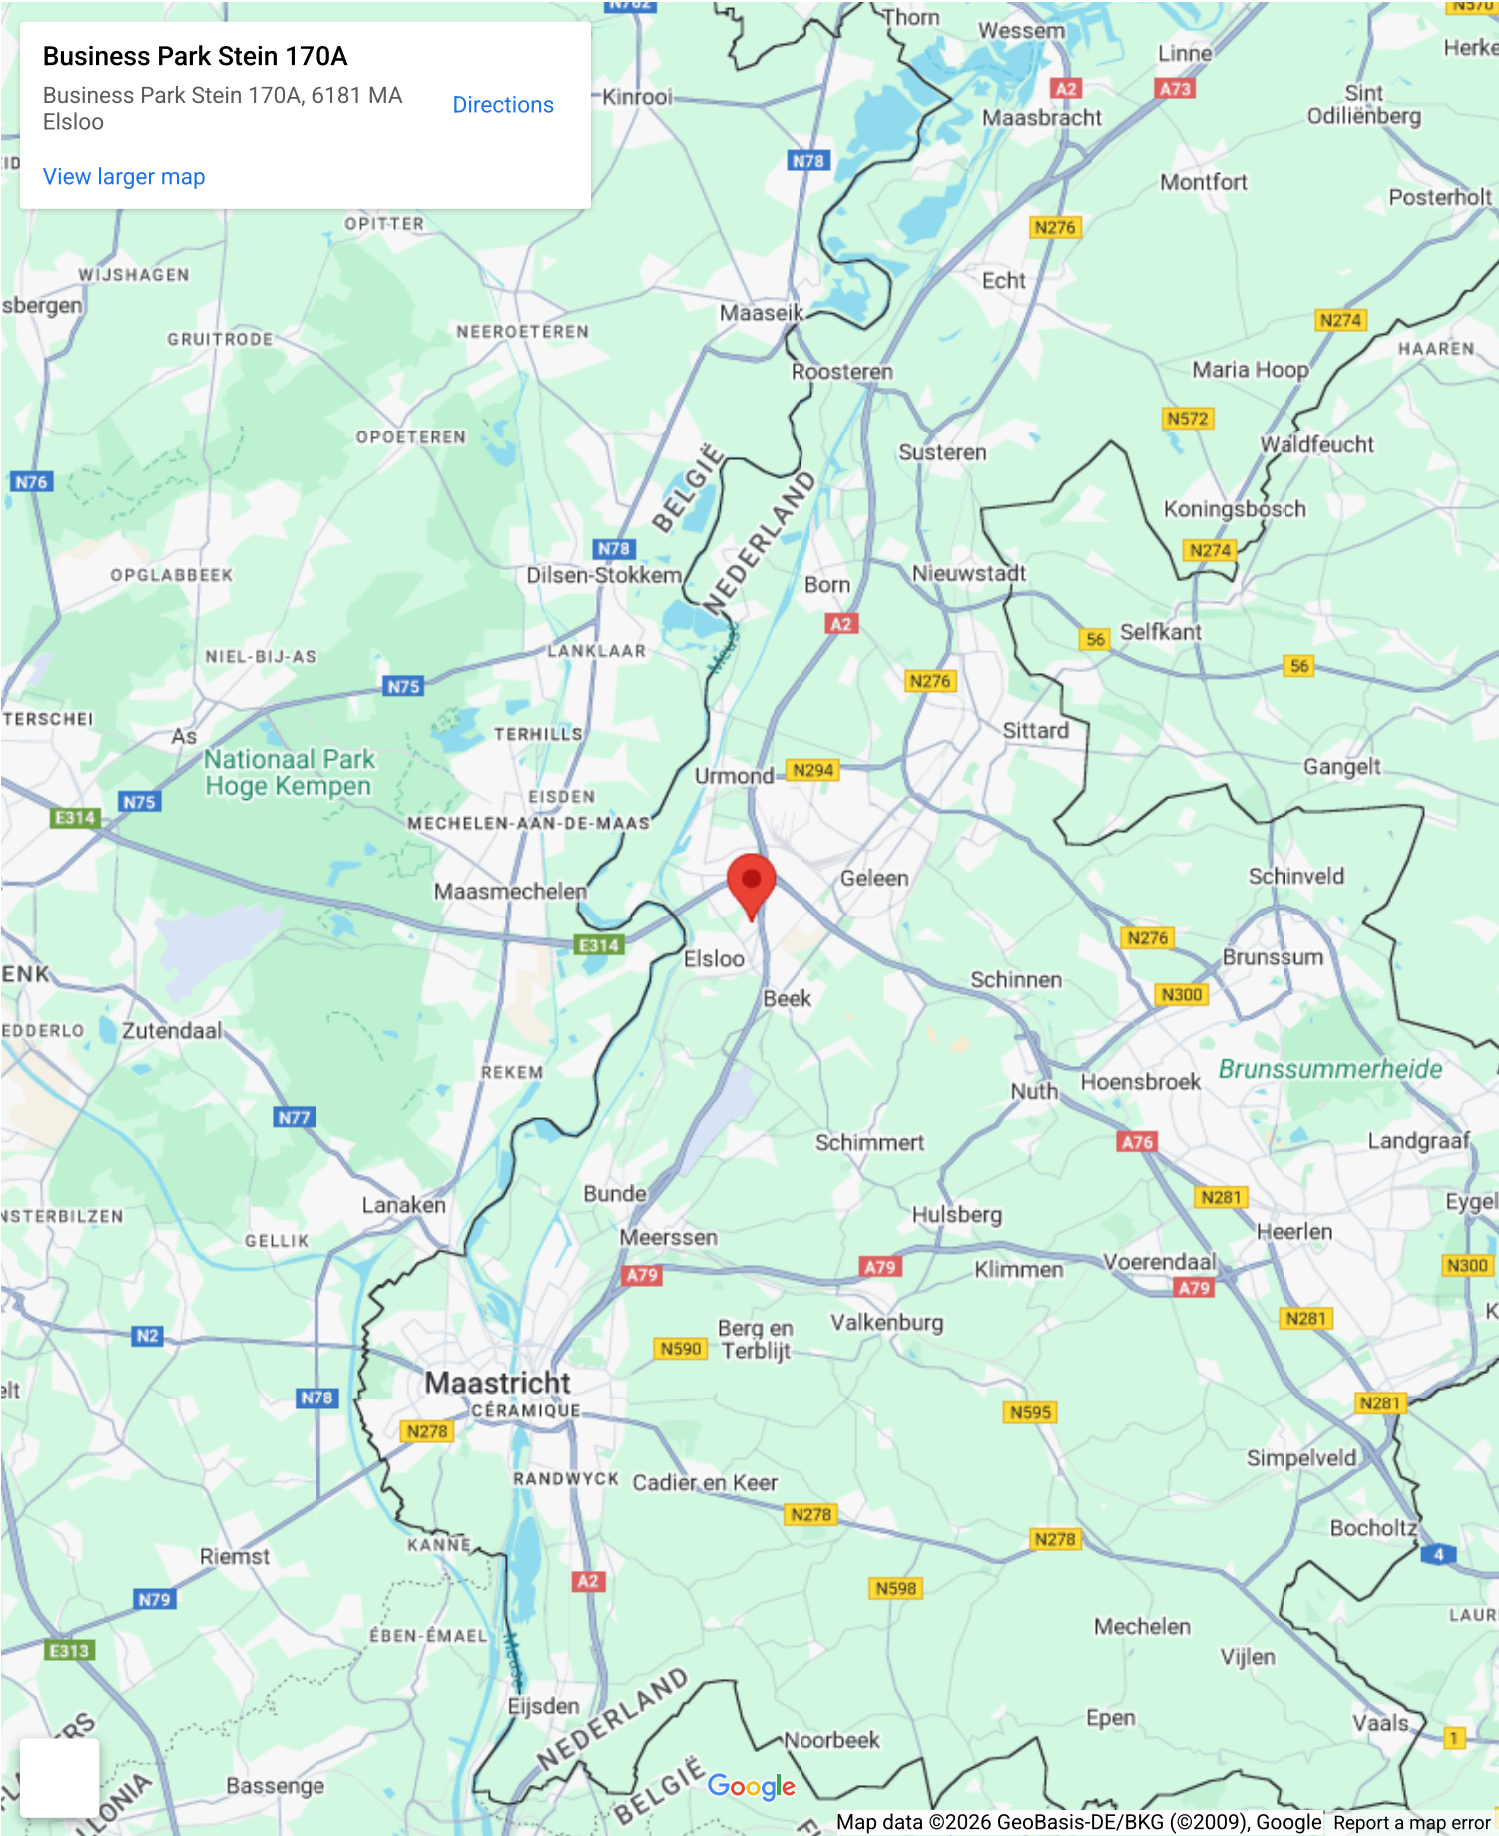 Business Park Stein 170A
Business Park Stein 170A, 6181 MA
Elsloo
Directions
View larger map
N762
Thorn
Wessem
Linne
N570
Herke
Kinrooi
A2
A73
Maasbracht
Sint
Odiliënberg
N78
Montfort
Posterholt
OPITTER
N276
WIJSHAGEN
Echt
sbergen
Maaseik
N274
GRUITRODE
NEEROETEREN
HAAREN
Roosteren
Maria Hoop
N572
OPOETEREN
Waldfeucht
Susteren
N76
BELGIË
NEDERLAND
Koningsbosch
N274
N78
OPGLABBEEK
Dilsen-Stokkem
Born
Nieuwstadt
A2
56
Selfkant
Meuse
NIEL-BIJ-AS
LANKLAAR
56
N75
N276
TERSCHEI
As
TERHILLS
Sittard
Nationaal Park
Hoge Kempen
Urmond
N294
Gangelt
N75
E314
EISDEN
MECHELEN-AAN-DE-MAAS
Maasmechelen
Geleen
Schinveld
E314
N276
Elsloo
Brunssum
ENK
Schinnen
N300
Beek
EDDERLO
Zutendaal
REKEM
Brunssummerheide
Nuth
Hoensbroek
N77
Schimmert
A76
Landgraaf
Lanaken
Bunde
N281
Eygel
NSTERBILZEN
Hulsberg
GELLIK
Meerssen
Heerlen
A79
A79
Klimmen
Voerendaal
N300
A79
K
N2
Berg en
Terblijt
Valkenburg
N281
N590
Maastricht
elt
N78
CÉRAMIQUE
N595
N281
N278
Simpelveld
RANDWYCK
Cadier en Keer
N278
Bocholtz
KANNE
N278
Riemst
4
A2
N598
N79
LAURI
ÉBEN-ÉMAEL
Mechelen
E313
Meuse
Vijlen
Eijsden
NEDERLAND
Epen
Vaals
ERS
Noorbeek
1
Bassenge
BELGIË
LLONIA
Google
Map data ©2026 GeoBasis-DE/BKG (©2009), Google
Report a map error